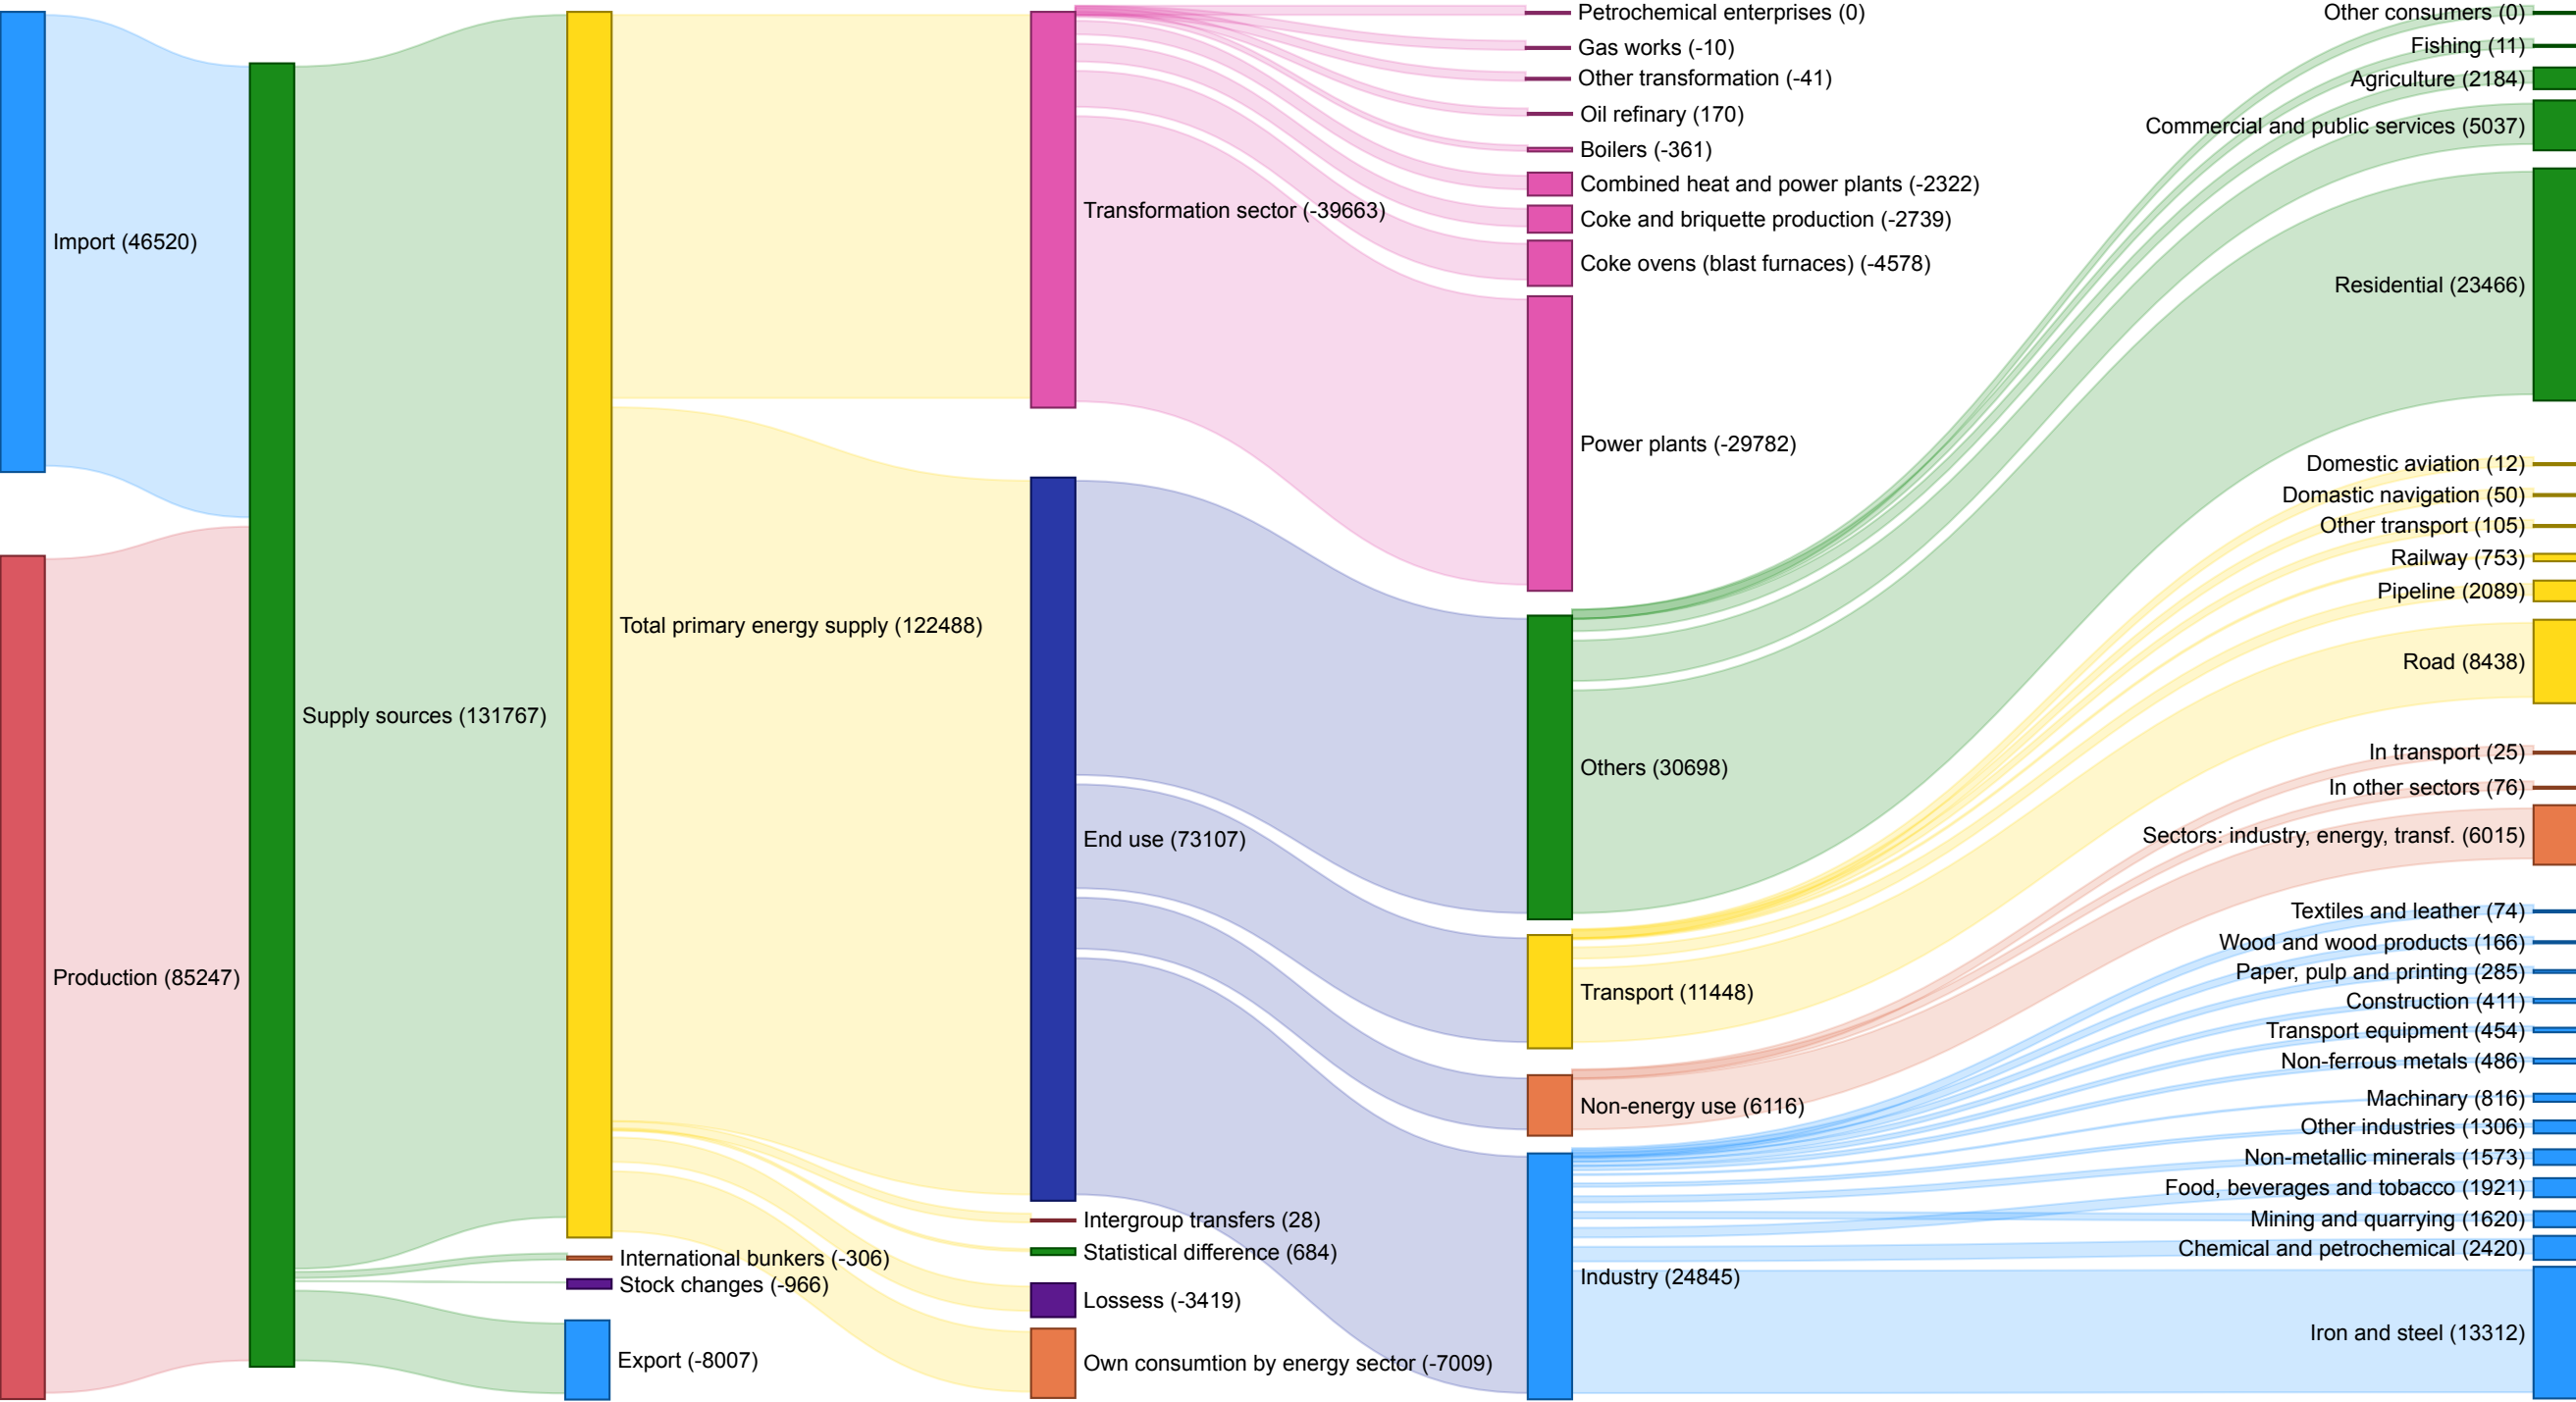 Import (46520)
Production (85247)
Supply sources (131767)
Total primary energy supply (122488)
International bunkers (-306)
Stock changes (-966)
Export (-8007)
Transformation sector (-39663)
End use (73107)
Intergroup transfers (28)
Statistical difference (684)
Lossess (-3419)
Own consumtion by energy sector (-7009)
Petrochemical enterprises (0)
Gas works (-10)
Other transformation (-41)
Oil refinary (170)
Boilers (-361)
Combined heat and power plants (-2322)
Coke and briquette production (-2739)
Coke ovens (blast furnaces) (-4578)
Power plants (-29782)
Others (30698)
Transport (11448)
Non-energy use (6116)
Industry (24845)
Other consumers (0)
Fishing (11)
Agriculture (2184)
Commercial and public services (5037)
Residential (23466)
Domestic aviation (12)
Domastic navigation (50)
Other transport (105)
Railway (753)
Pipeline (2089)
Road (8438)
In transport (25)
In other sectors (76)
Sectors: industry, energy, transf. (6015)
Textiles and leather (74)
Wood and wood products (166)
Paper, pulp and printing (285)
Construction (411)
Transport equipment (454)
Non-ferrous metals (486)
Machinary (816)
Other industries (1306)
Non-metallic minerals (1573)
Food, beverages and tobacco (1921)
Mining and quarrying (1620)
Chemical and petrochemical (2420)
Iron and steel (13312)